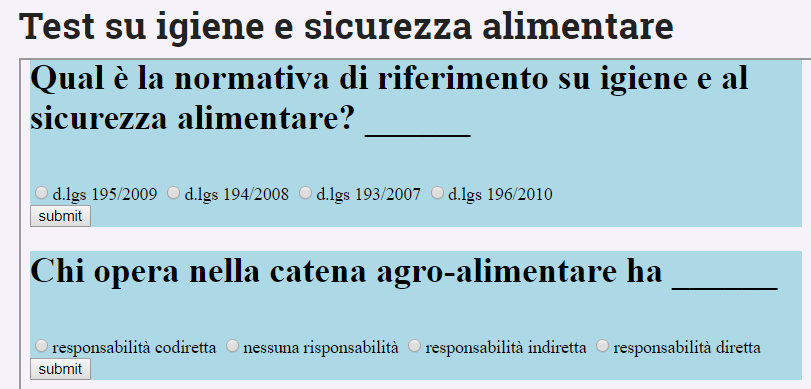 Test su igiene e sicurezza alimentare
Qual è la normativa di riferimento su igiene e al
sicurezza alimentare? ______
d.lgs 195/2009 d.lgs 194/2008 d.lgs 193/2007 d.lgs 196/2010
submit
Chi opera nella catena agro-alimentare ha ______
responsabilità codiretta nessuna risponsabilità responsabilità indiretta responsabilità diretta
submit